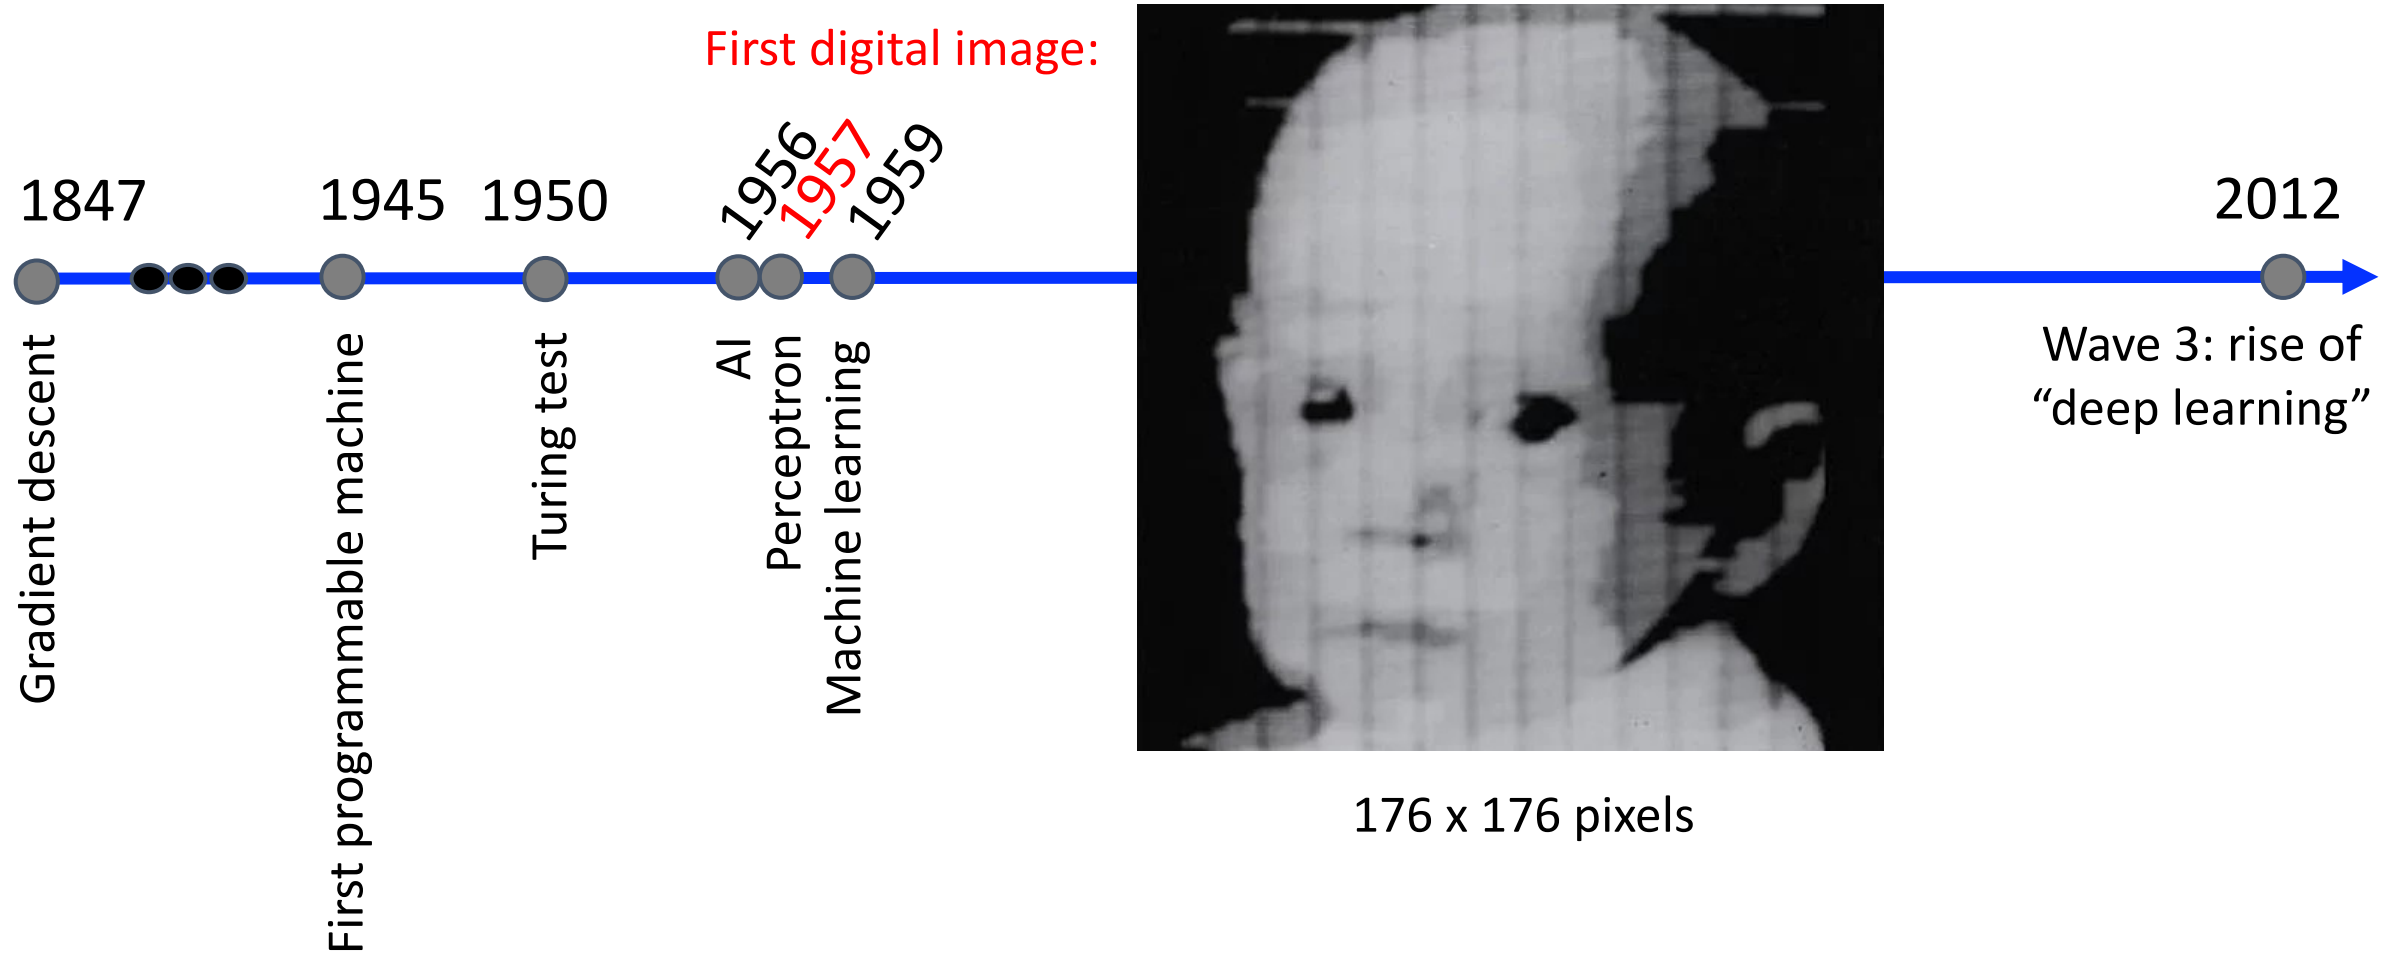 First digital image:
1847
1945
1950
1956
1957
1959
2012
Gradient descent
First programmable machine
Turing test
AI
Perceptron
Machine learning
Wave 3: rise of
“deep learning”
176 x 176 pixels